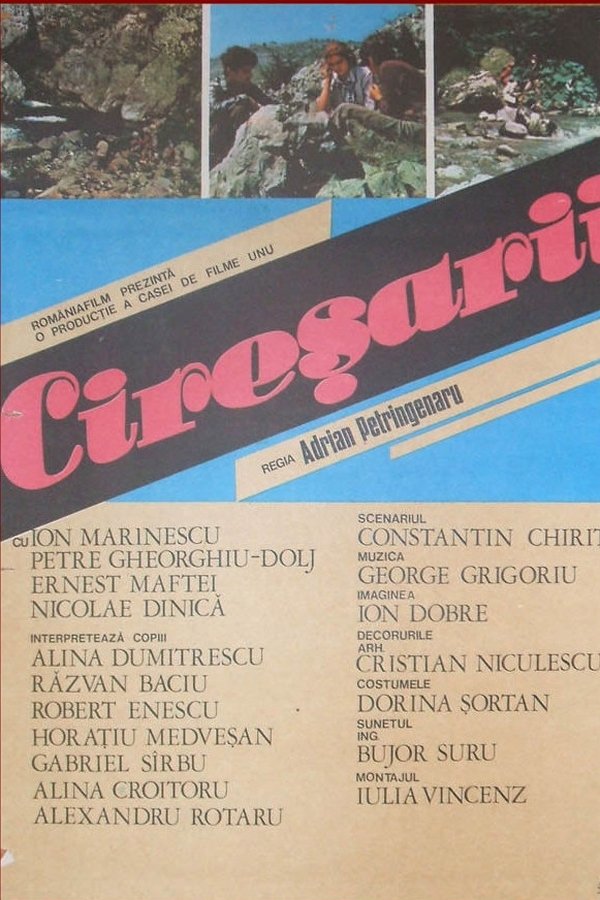 ROMÂNIAFILM PREZINTĂ
O PRODUCȚIE A CASEI DE FILME UNU
Cireșarii
REGIA Adrian Petringenaru
CU ION MARINESCU
PETRE GHEORGHIU-DOLJ
ERNEST MAFTEI
NICOLAE DINICĂ
INTERPRETEAZĂ COPIII
ALINA DUMITRESCU
RĂZVAN BACIU
ROBERT ENESCU
HORAȚIU MEDVEȘAN
GABRIEL SÎRBU
ALINA CROITORU
ALEXANDRU ROTARU
SCENARIUL
CONSTANTIN CHIRIȚ
MUZICA
GEORGE GRIGORIU
IMAGINEA
ION DOBRE
DECORURILE
ARH.
CRISTIAN NICULESCU
COSTUMELE
DORINA ȘORTAN
SUNETUL
ING.
BUJOR SURU
MONTAJUL
IULIA VINCENZ